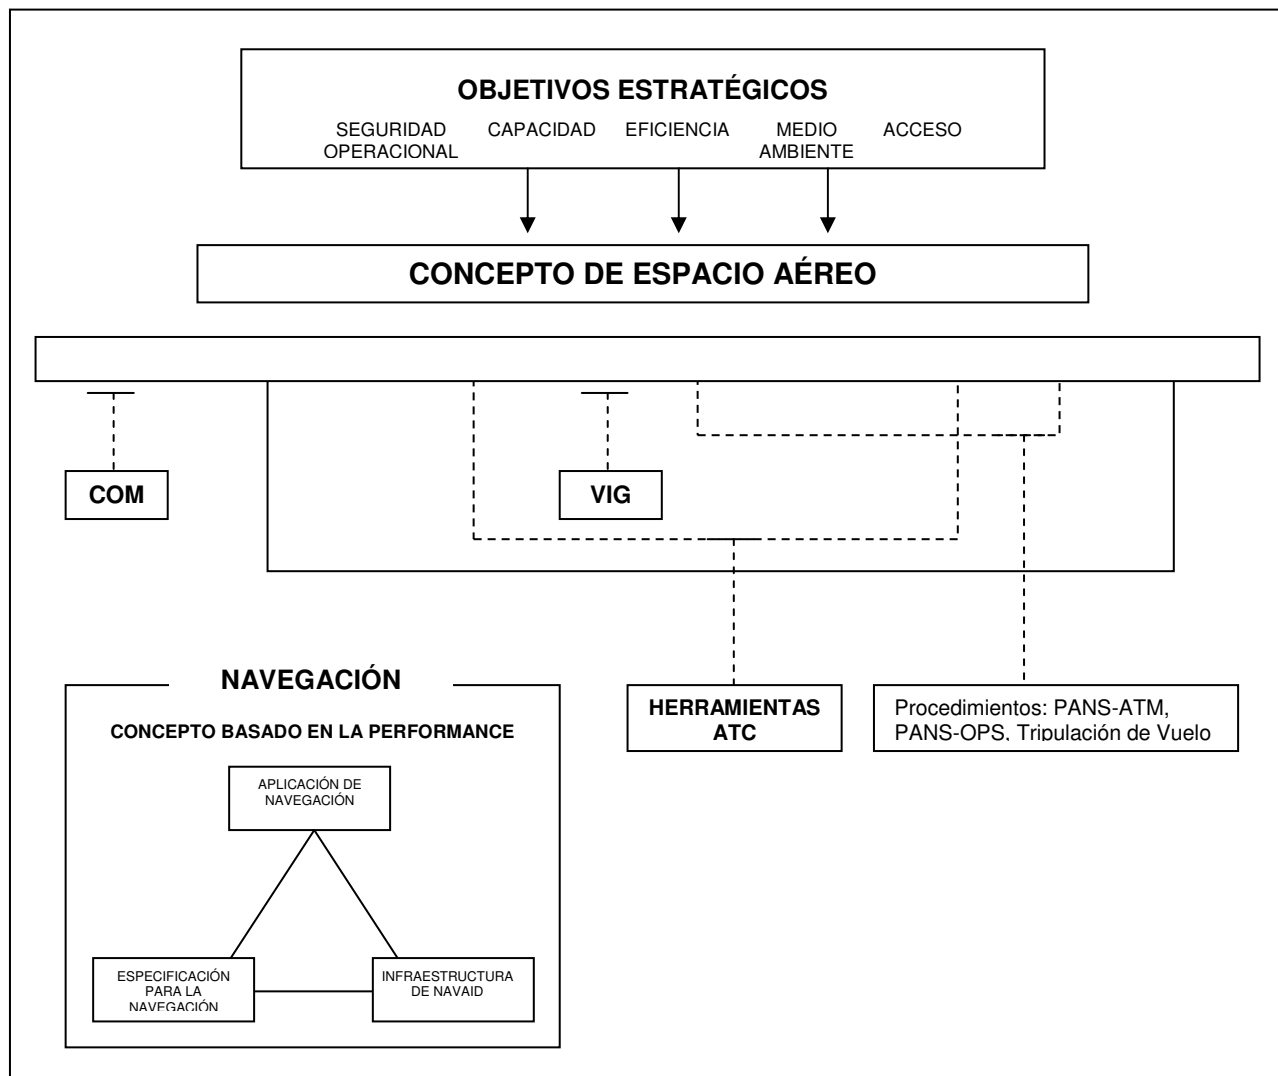 OBJETIVOS ESTRATÉGICOS
SEGURIDAD
OPERACIONAL
CAPACIDAD
EFICIENCIA
MEDIO
AMBIENTE
ACCESO
CONCEPTO DE ESPACIO AÉREO
COM
VIG
NAVEGACIÓN
CONCEPTO BASADO EN LA PERFORMANCE
APLICACIÓN DE
NAVEGACIÓN
ESPECIFICACIÓN
PARA LA
NAVEGACIÓN
INFRAESTRUCTURA
DE NAVAID
HERRAMIENTAS
ATC
Procedimientos: PANS-ATM,
PANS-OPS, Tripulación de Vuelo